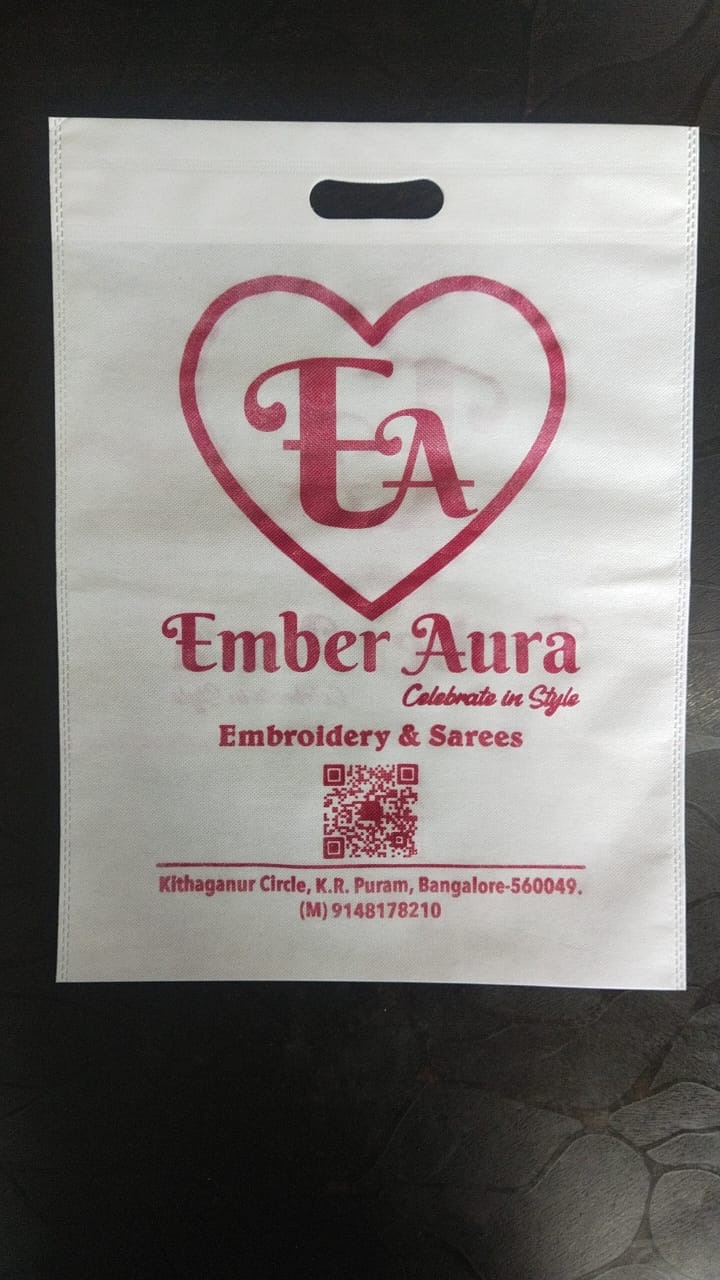 EA
Ember Aura
Celebrate in Style
Embroidery & Sarees
Kithaganur Circle, K.R. Puram, Bangalore-560049.
(M) 9148178210